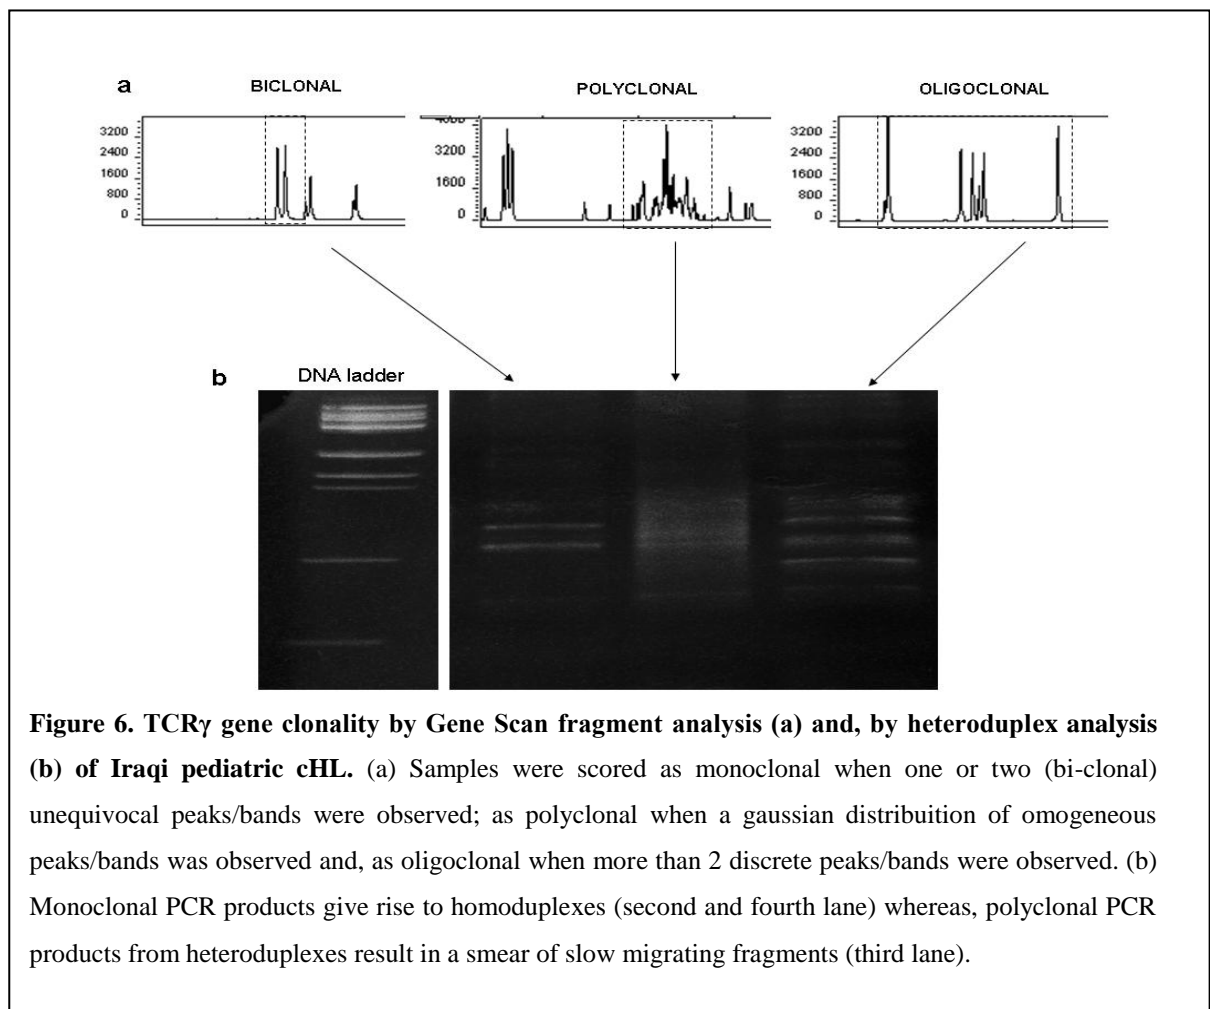 a
BIClONAL POLYCLONAL OLIGOCLONAL
3200
2400
1600
800
0
4000
3200
1600
0
3200
2400
1600
800
0
b
DNA ladder
Figure 6. TCRγ gene clonality by Gene Scan fragment analysis (a) and, by heteroduplex analysis
(b) of Iraqi pediatric cHL. (a) Samples were scored as monoclonal when one or two (bi-clonal)
unequivocal peaks/bands were observed; as polyclonal when a gaussian distribuition of omogeneous
peaks/bands was observed and, as oligoclonal when more than 2 discrete peaks/bands were observed. (b)
Monoclonal PCR products give rise to homoduplexes (second and fourth lane) whereas, polyclonal PCR
products from heteroduplexes result in a smear of slow migrating fragments (third lane).